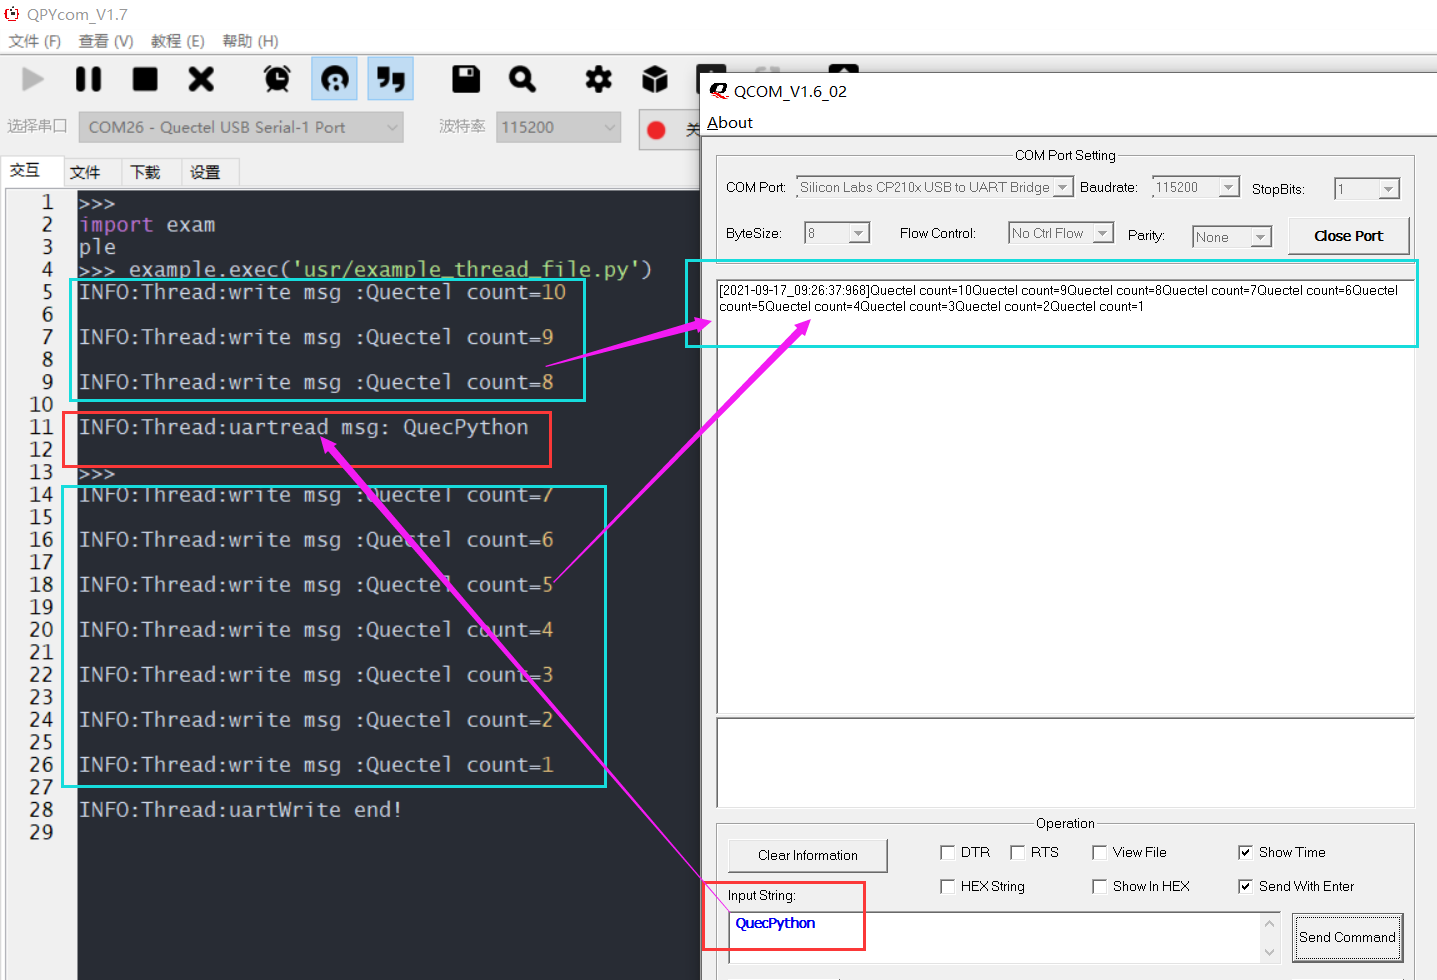 QPYcom_V1.7
文件 (F) 查看 (V) 教程 (E) 帮助 (H)
选择串口 COM26 - Quectel USB Serial-1 Port 波特率 115200
交互 文件 下载 设置
1 >>>
2 import exam
3 ple
4 >>> example.exec('usr/example_thread_file.py')
5 INFO:Thread:write msg :Quectel count=10
6
7 INFO:Thread:write msg :Quectel count=9
8
9 INFO:Thread:write msg :Quectel count=8
10
11 INFO:Thread:uartread msg: QuecPython
12
13 >>>
14 INFO:Thread:write msg :Quectel count=7
15
16 INFO:Thread:write msg :Quectel count=6
17
18 INFO:Thread:write msg :Quectel count=5
19
20 INFO:Thread:write msg :Quectel count=4
21
22 INFO:Thread:write msg :Quectel count=3
23
24 INFO:Thread:write msg :Quectel count=2
25
26 INFO:Thread:write msg :Quectel count=1
27
28 INFO:Thread:uartWrite end!
29
QCOM_V1.6_02
About
COM Port Setting
COM Port: Silicon Labs CP210x USB to UART Bridge Baudrate: 115200 StopBits: 1
ByteSize: 8 Flow Control: No Ctrl Flow Parity: None Close Port
[2021-09-17_09:26:37:968]Quectel count=10Quectel count=9Quectel count=8Quectel count=7Quectel count=6Quectel
count=5Quectel count=4Quectel count=3Quectel count=2Quectel count=1
Operation
Clear Information DTR RTS View File Show Time
HEX String Show In HEX Send With Enter
Input String:
QuecPython
Send Command